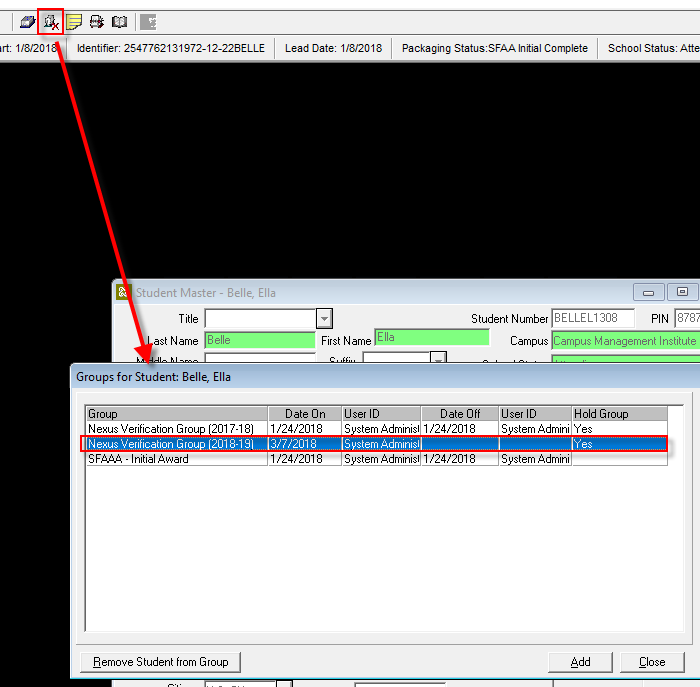 art: 1/8/2018 Identifier: 2547762131972-12-22BELLE Lead Date: 1/8/2018 Packaging Status:SFAA Initial Complete School Status: Atte
Student Master - Belle, Ella
Title Student Number BELLEL1308 PIN 8787
Last Name Belle First Name Ella Campus Campus Management Institute
Middle Name Suffix
Groups for Student: Belle, Ella
Group Date On User ID Date Off User ID Hold Group
Nexus Verification Group (2017-18) 1/24/2018 System Administ 1/24/2018 System Admini Yes
Nexus Verification Group (2018-19) 3/7/2018 System Administ Yes
SFAAA - Initial Award 1/24/2018 System Administ 1/24/2018 System Admini
Remove Student from Group Add Close